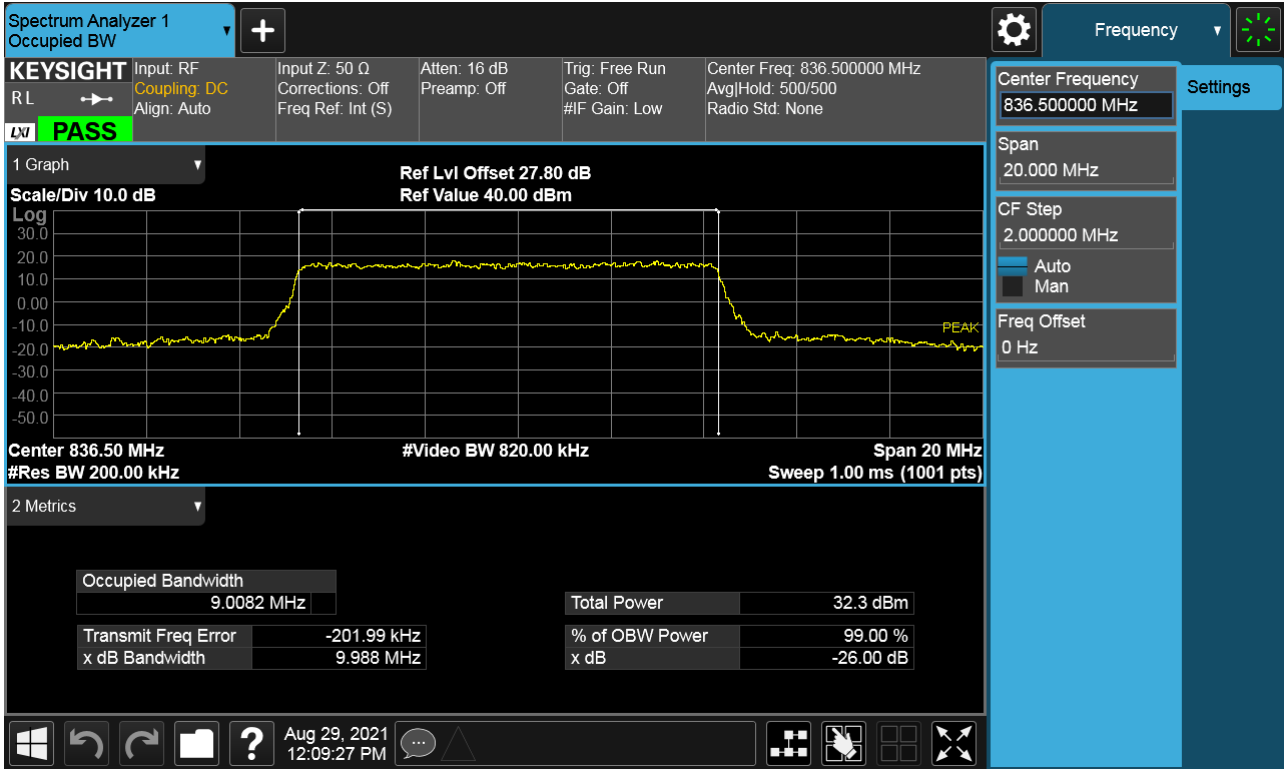 Spectrum Analyzer 1
Occupied BW
Frequency
KEYSIGHT
R L
LXI
PASS
Input: RF
Coupling: DC
Align: Auto
Input Z: 50 Ω
Corrections: Off
Freq Ref: Int (S)
Atten: 16 dB
Preamp: Off
Trig: Free Run
Gate: Off
#IF Gain: Low
Center Freq: 836.500000 MHz
Avg|Hold: 500/500
Radio Std: None
Center Frequency
836.500000 MHz
Settings
Span
20.000 MHz
CF Step
2.000000 MHz
Auto
Man
Freq Offset
0 Hz
1 Graph
Scale/Div 10.0 dB
Ref Lvl Offset 27.80 dB
Ref Value 40.00 dBm
Log
30.0
20.0
10.0
0.00
-10.0
-20.0
-30.0
-40.0
-50.0
PEAK
Center 836.50 MHz
#Video BW 820.00 kHz
Span 20 MHz
#Res BW 200.00 kHz
Sweep 1.00 ms (1001 pts)
2 Metrics
Occupied Bandwidth
9.0082 MHz
Total Power 32.3 dBm
Transmit Freq Error -201.99 kHz
% of OBW Power 99.00 %
x dB Bandwidth 9.988 MHz
x dB -26.00 dB
?
Aug 29, 2021
12:09:27 PM